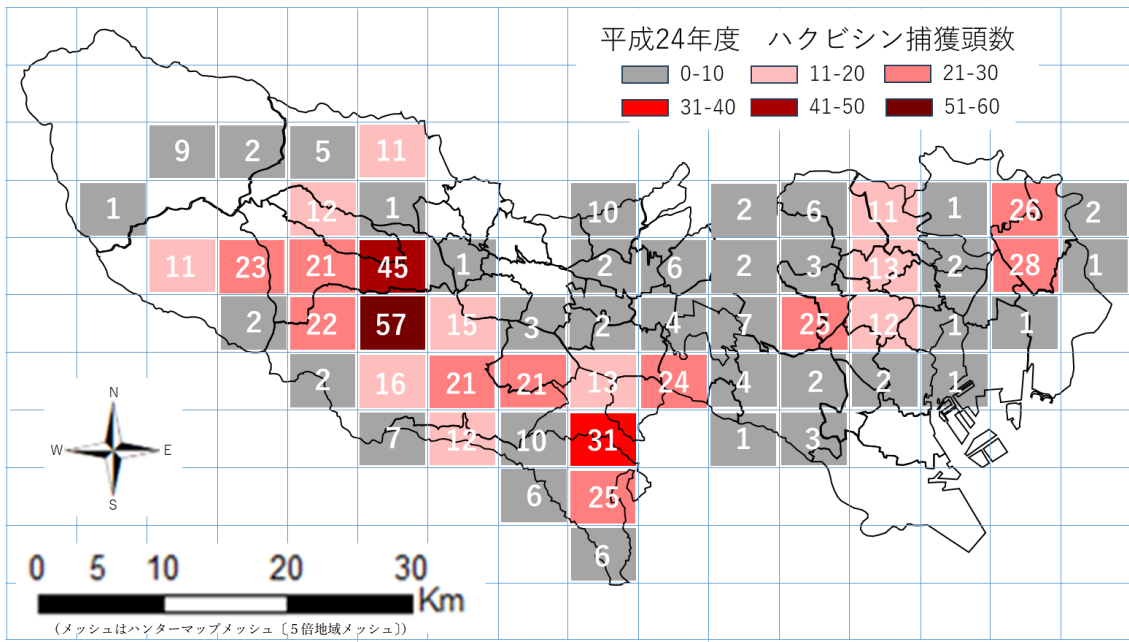 平成24年度 ハクビシン捕獲頭数
0-10 11-20 21-30
31-40 41-50 51-60
9 2 5 11
1 12 1 10 2 6 11 1 26 2
11 23 21 45 1 2 6 2 3 13 2 28 1
2 22 57 15 3 2 4 7 25 12 1 1
2 16 21 21 13 24 4 2 2 1
7 12 10 31 1 3
6 25
6
N
W E
S
0 5 10 20 30
Km
(メッシュはハンターマップメッシュ〔５倍地域メッシュ〕)